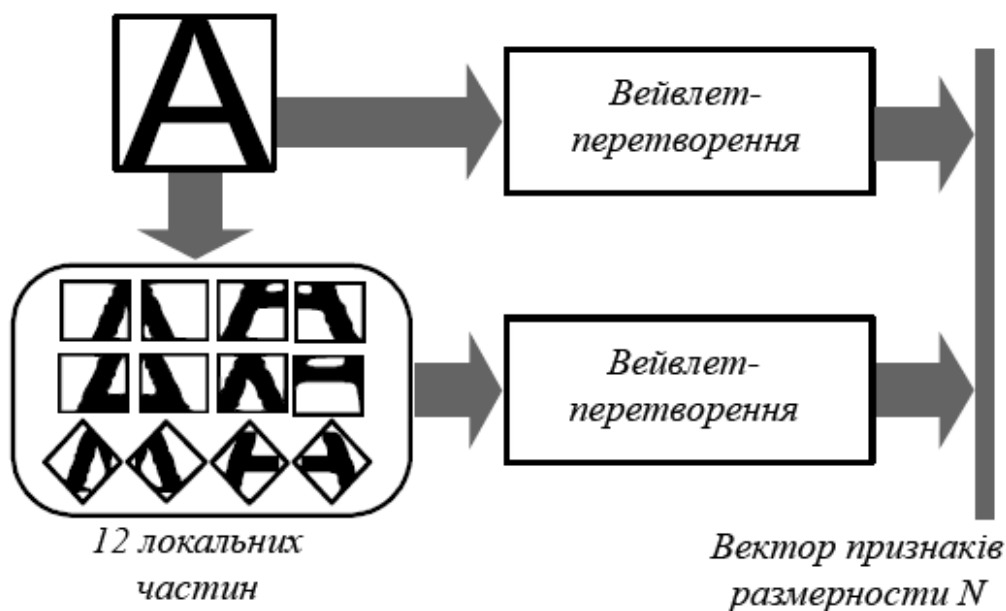 А
Вейвлет-
перетворення
Вейвлет-
перетворення
12 локальних
частин
Вектор признаків
размерности N